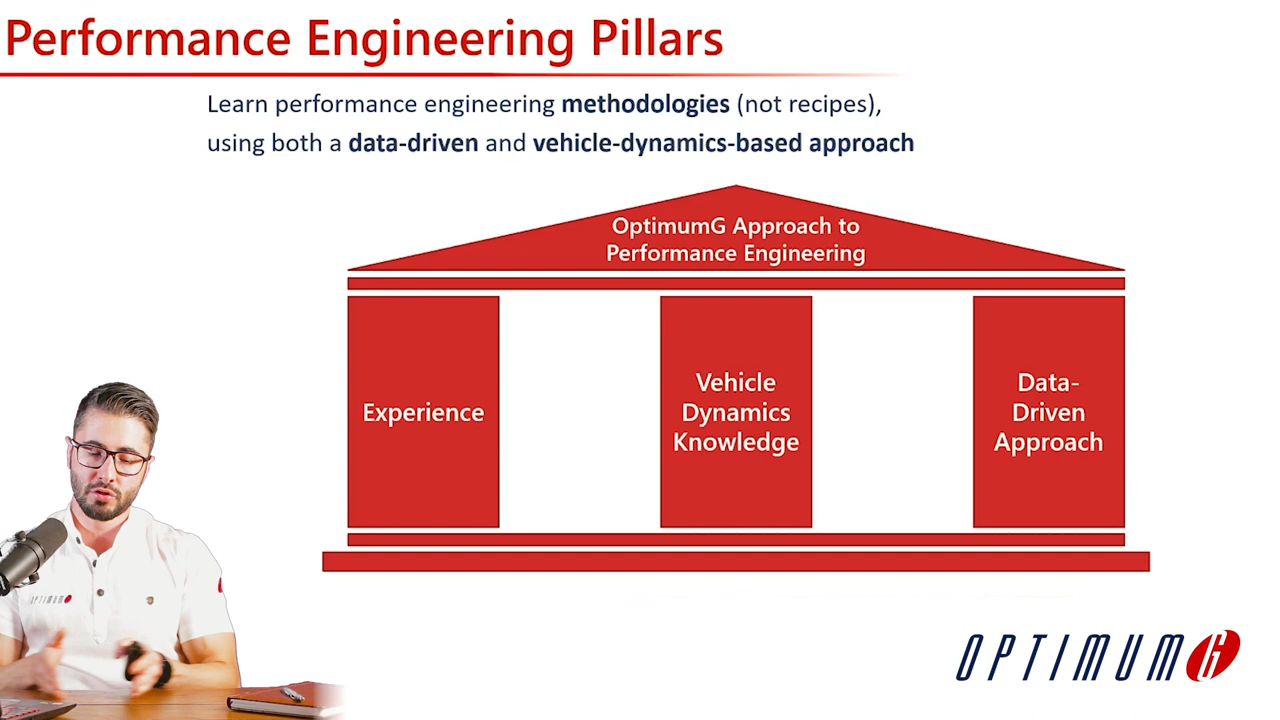 Performance Engineering Pillars
Learn performance engineering methodologies (not recipes),
using both a data-driven and vehicle-dynamics-based approach
OptimumG Approach to
Performance Engineering
Experience
Vehicle
Dynamics
Knowledge
Data-
Driven
Approach
OPTIMUM
OPTIMUMG